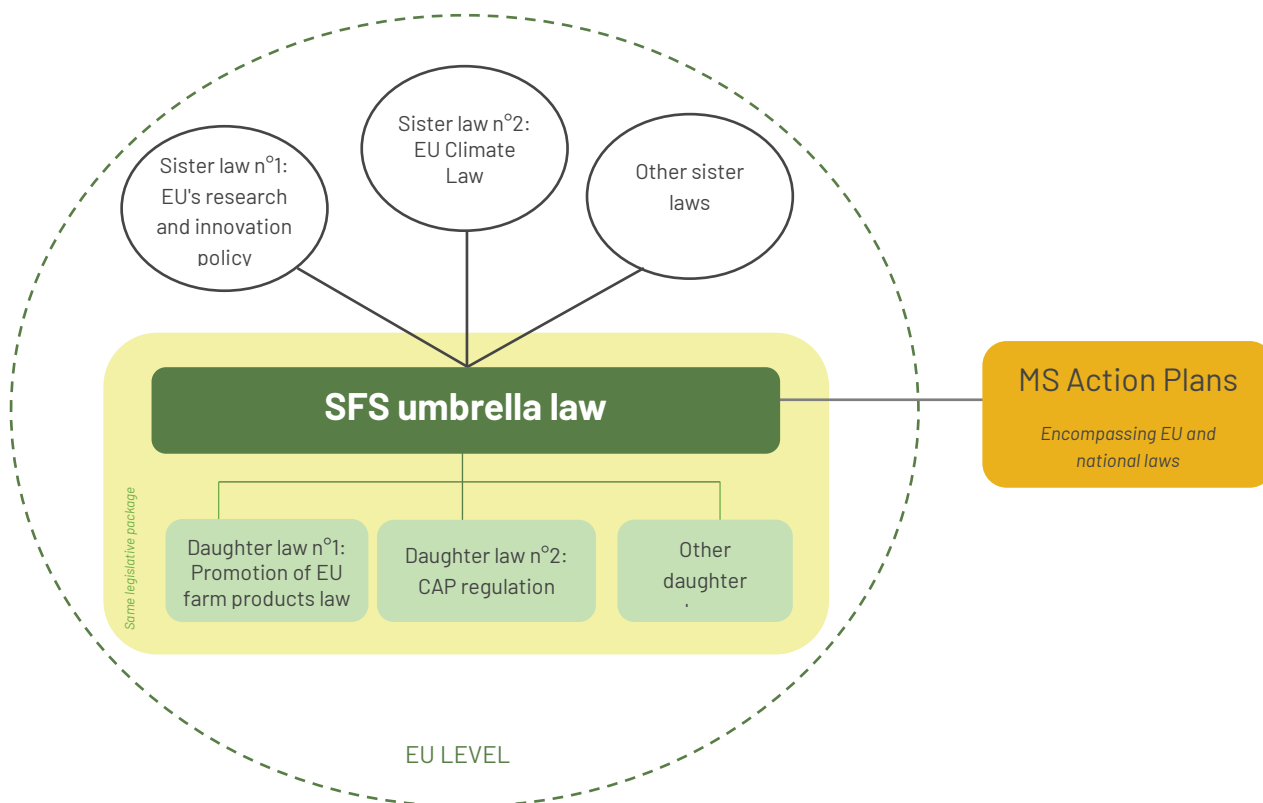 Sister law n°1:
EU's research
and innovation
policy
Sister law n°2:
EU Climate
Law
Other sister
laws
SFS umbrella law
MS Action Plans
Encompassing EU and
national laws
Same legislative package
Daughter law n°1:
Promotion of EU
farm products law
Daughter law n°2:
CAP regulation
Other
daughter
EU LEVEL